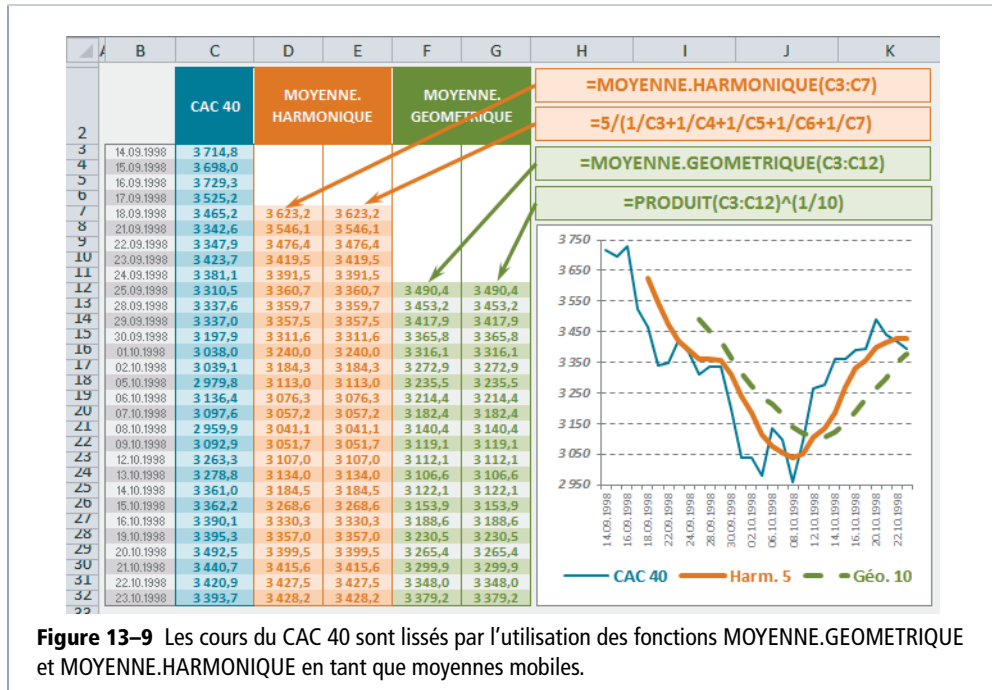 A B C D E F G H I J K
2 CAC 40 MOYENNE. HARMONIQUE MOYENNE. GEOMETRIQUE
=MOYENNE.HARMONIQUE(C3:C7)
=5/(1/C3+1/C4+1/C5+1/C6+1/C7)
=MOYENNE.GEOMETRIQUE(C3:C12)
=PRODUIT(C3:C12)^(1/10)
3 14.09.1998 3 714,8
4 15.09.1998 3 698,0
5 16.09.1998 3 729,3
6 17.09.1998 3 525,2
7 18.09.1998 3 465,2 3 623,2 3 623,2
8 21.09.1998 3 342,6 3 546,1 3 546,1
9 22.09.1998 3 347,9 3 476,4 3 476,4
10 23.09.1998 3 423,7 3 419,5 3 419,5
11 24.09.1998 3 381,1 3 391,5 3 391,5
12 25.09.1998 3 310,5 3 360,7 3 360,7 3 490,4 3 490,4
13 28.09.1998 3 337,6 3 359,7 3 359,7 3 453,2 3 453,2
14 29.09.1998 3 337,0 3 357,5 3 357,5 3 417,9 3 417,9
15 30.09.1998 3 197,9 3 311,6 3 311,6 3 365,8 3 365,8
16 01.10.1998 3 038,0 3 240,0 3 240,0 3 316,1 3 316,1
17 02.10.1998 3 039,1 3 184,3 3 184,3 3 272,9 3 272,9
18 05.10.1998 2 979,8 3 113,0 3 113,0 3 235,5 3 235,5
19 06.10.1998 3 136,4 3 076,3 3 076,3 3 214,4 3 214,4
20 07.10.1998 3 097,6 3 057,2 3 057,2 3 182,4 3 182,4
21 08.10.1998 2 959,9 3 041,1 3 041,1 3 140,4 3 140,4
22 09.10.1998 3 092,9 3 051,7 3 051,7 3 119,1 3 119,1
23 12.10.1998 3 263,3 3 107,0 3 107,0 3 112,1 3 112,1
24 13.10.1998 3 278,8 3 134,0 3 134,0 3 106,6 3 106,6
25 14.10.1998 3 361,0 3 184,5 3 184,5 3 122,1 3 122,1
26 15.10.1998 3 362,2 3 268,6 3 268,6 3 153,9 3 153,9
27 16.10.1998 3 390,1 3 330,3 3 330,3 3 188,6 3 188,6
28 19.10.1998 3 395,3 3 357,0 3 357,0 3 230,5 3 230,5
29 20.10.1998 3 492,5 3 399,5 3 399,5 3 265,4 3 265,4
30 21.10.1998 3 440,7 3 415,6 3 415,6 3 299,9 3 299,9
31 22.10.1998 3 420,9 3 427,5 3 427,5 3 348,0 3 348,0
32 23.10.1998 3 393,7 3 428,2 3 428,2 3 379,2 3 379,2
33
3 750
3 650
3 550
3 450
3 350
3 250
3 150
3 050
2 950
14.09.1998 16.09.1998 18.09.1998 22.09.1998 24.09.1998 28.09.1998 30.09.1998 02.10.1998 06.10.1998 08.10.1998 12.10.1998 14.10.1998 16.10.1998 20.10.1998 22.10.1998
CAC 40 Harm. 5 Géo. 10
Figure 13–9 Les cours du CAC 40 sont lissés par l'utilisation des fonctions MOYENNE.GEOMETRIQUE
et MOYENNE.HARMONIQUE en tant que moyennes mobiles.